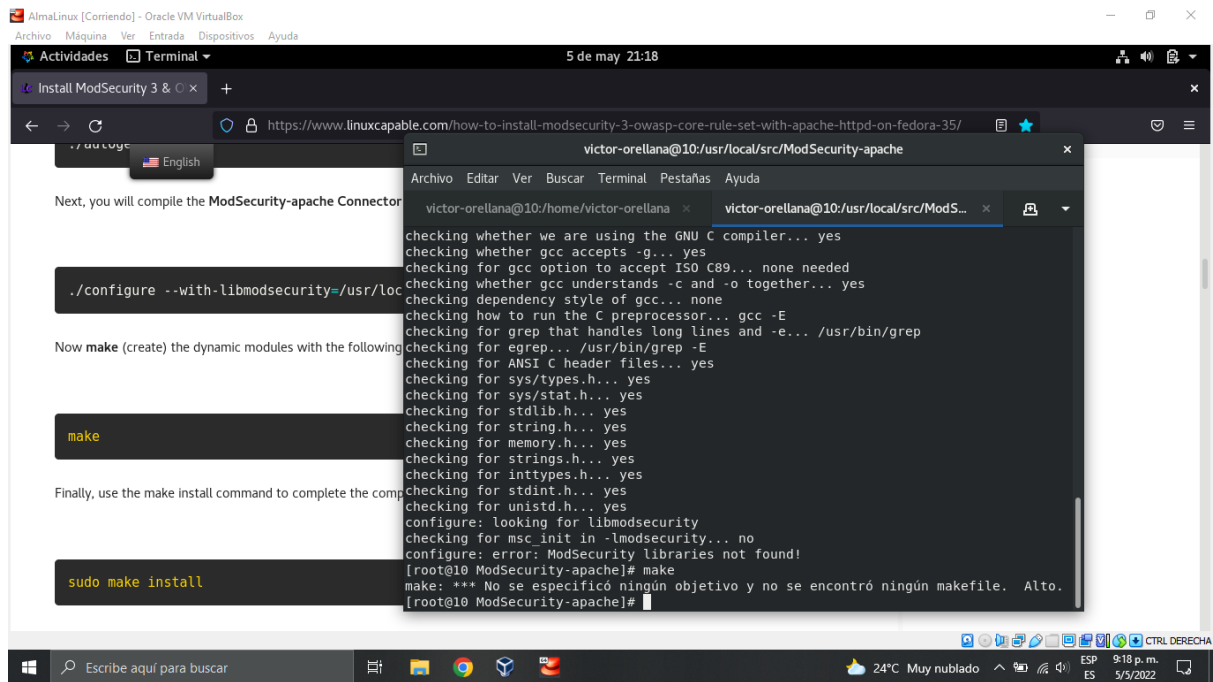 AlmaLinux [Corriendo] - Oracle VM VirtualBox
Archivo Máquina Ver Entrada Dispositivos Ayuda
Actividades Terminal 5 de may 21:18
Install ModSecurity 3 & O
https://www.linuxcapable.com/how-to-install-modsecurity-3-owasp-core-rule-set-with-apache-httpd-on-fedora-35/
English
Next, you will compile the ModSecurity-apache Connector
./configure --with-libmodsecurity=/usr/loc
Now make (create) the dynamic modules with the following
make
Finally, use the make install command to complete the comp
sudo make install
victor-orellana@10:/usr/local/src/ModSecurity-apache
Archivo Editar Ver Buscar Terminal Pestañas Ayuda
victor-orellana@10:/home/victor-orellana victor-orellana@10:/usr/local/src/ModS...
checking whether we are using the GNU C compiler... yes
checking whether gcc accepts -g... yes
checking for gcc option to accept ISO C89... none needed
checking whether gcc understands -c and -o together... yes
checking dependency style of gcc... none
checking how to run the C preprocessor... gcc -E
checking for grep that handles long lines and -e... /usr/bin/grep
checking for egrep... /usr/bin/grep -E
checking for ANSI C header files... yes
checking for sys/types.h... yes
checking for sys/stat.h... yes
checking for stdlib.h... yes
checking for string.h... yes
checking for memory.h... yes
checking for strings.h... yes
checking for inttypes.h... yes
checking for stdint.h... yes
checking for unistd.h... yes
configure: looking for libmodsecurity
checking for msc_init in -lmodsecurity... no
configure: error: ModSecurity libraries not found!
[root@10 ModSecurity-apache]# make
make: *** No se especificó ningún objetivo y no se encontró ningún makefile.  Alto.
[root@10 ModSecurity-apache]#
CTRL DERECHA
Escribe aquí para buscar
24°C Muy nublado
ESP
ES
9:18 p. m.
5/5/2022